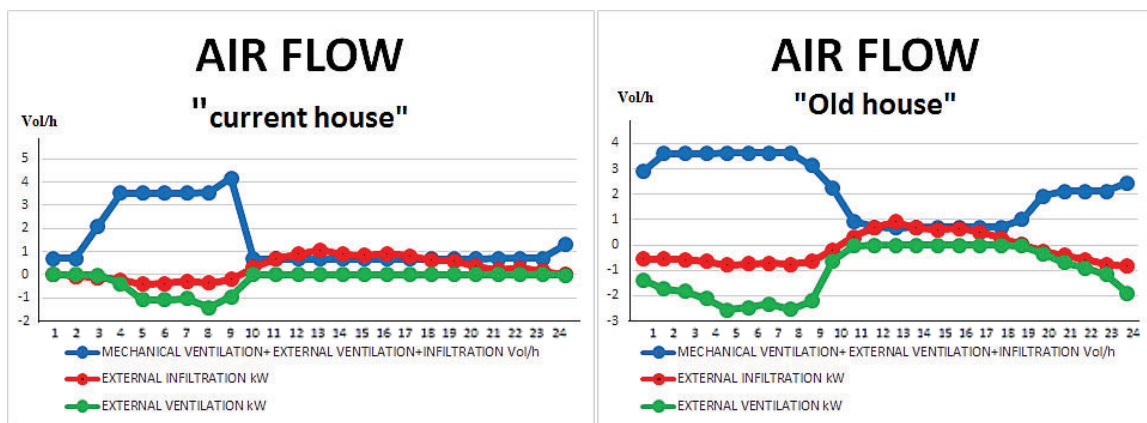 AIR FLOW
"current house"
Vol/h
5
4
3
2
1
0
-1
-2
1 2 3 4 5 6 7 8 9 10 11 12 13 14 15 16 17 18 19 20 21 22 23 24
MECHANICAL VENTILATION+ EXTERNAL VENTILATION+INFILTRATION Vol/h
EXTERNAL INFILTRATION kW
EXTERNAL VENTILATION kW
AIR FLOW
"Old house"
Vol/h
4
3
2
1
0
-1
-2
-3
1 2 3 4 5 6 7 8 9 10 11 12 13 14 15 16 17 18 19 20 21 22 23 24
MECHANICAL VENTILATION+ EXTERNAL VENTILATION+INFILTRATION Vol/h
EXTERNAL INFILTRATION kW
EXTERNAL VENTILATION kW